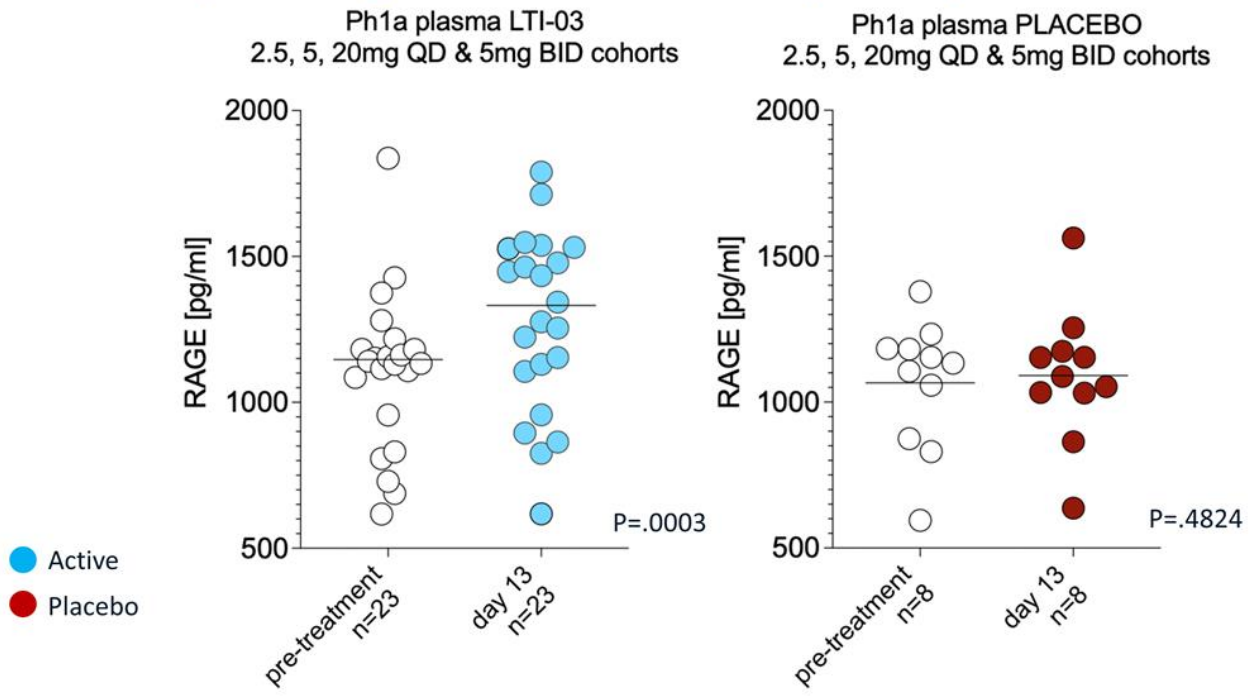 Ph1a plasma LTI-03
2.5, 5, 20mg QD & 5mg BID cohorts
2000
1500
1000
500
RAGE [pg/ml]
P=.0003
pre-treatment
n=23
day 13
n=23
Ph1a plasma PLACEBO
2.5, 5, 20mg QD & 5mg BID cohorts
2000
1500
1000
500
RAGE [pg/ml]
P=.4824
pre-treatment
n=8
day 13
n=8
Active
Placebo